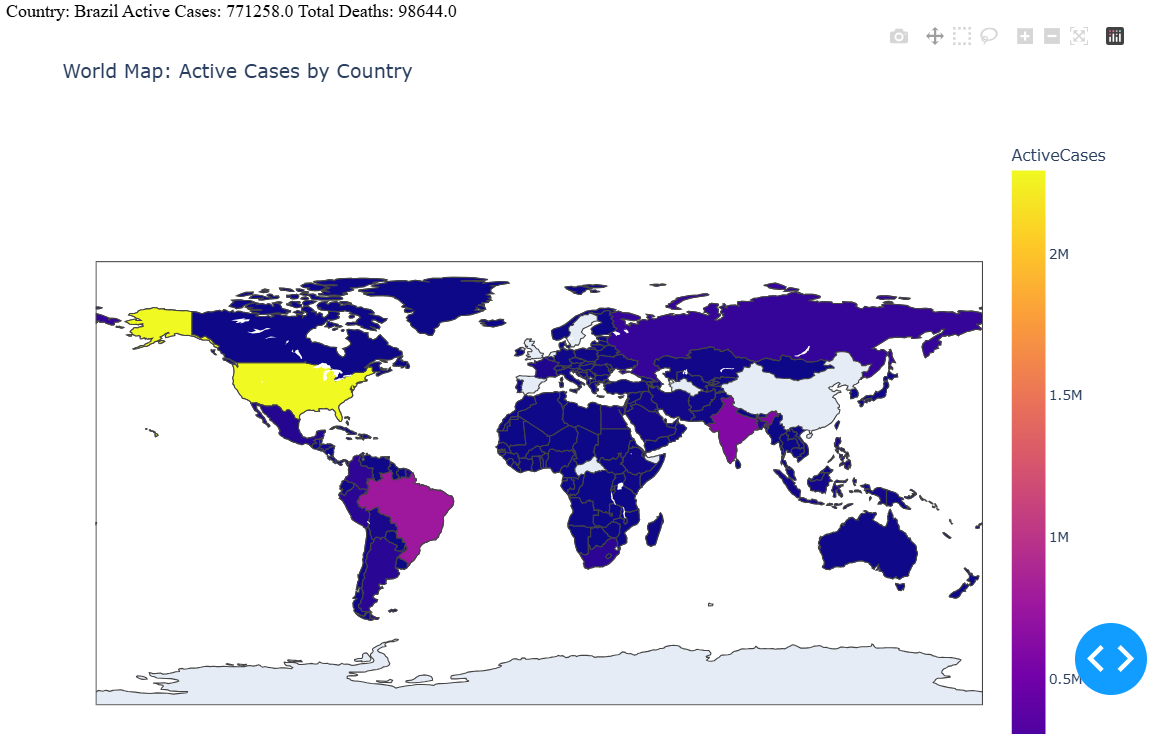 Country: Brazil Active Cases: 771258.0 Total Deaths: 98644.0
World Map: Active Cases by Country
ActiveCases
2M
1.5M
1M
0.5M